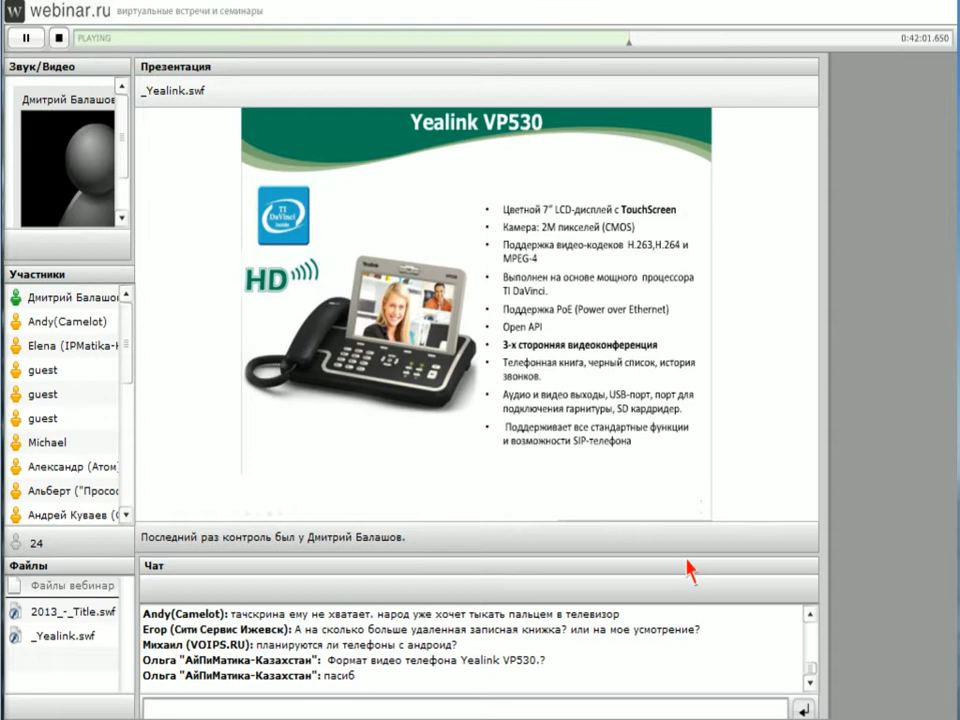 w webinar.ru виртуальные встречи и семинары
PLAYING 0:42:01.650
Звук/Видео
Дмитрий Балашов
Участники
Дмитрий Балашо
Andy(Camelot)
Elena (IPMatika-К
guest
guest
guest
Michael
Александр (Атом
Альберт ("Просо
Андрей Куваев (С
24
Файлы
Файлы вебинар
2013_-_Title.swf
_Yealink.swf
Презентация
_Yealink.swf
Yealink VP530
TI
DaVinci
Inside
HD
• Цветной 7" LCD-дисплей с TouchScreen
• Камера: 2М пикселей (CMOS)
• Поддержка видео-кодеков H.263,H.264 и
MPEG-4
• Выполнен на основе мощного процессора
TI DaVinci.
• Поддержка PoE (Power over Ethernet)
• Open API
• 3-х сторонняя видеоконференция
• Телефонная книга, черный список, история
звонков.
• Аудио и видео выходы, USB-порт, порт для
подключения гарнитуры, SD кардридер.
• Поддерживает все стандартные функции
и возможности SIP-телефона
Последний раз контроль был у Дмитрий Балашов.
Чат
Andy(Camelot): тачскрина ему не хватает. народ уже хочет тыкать пальцем в телевизор
Егор (Сити Сервис Ижевск): А на сколько больше удаленная записная книжка? или на мое усмотрение?
Михаил (VOIPS.RU): планируются ли телефоны с андроид?
Ольга "АйПиМатика-Казахстан": Формат видео телефона Yealink VP530.?
Ольга "АйПиМатика-Казахстан": пасиб